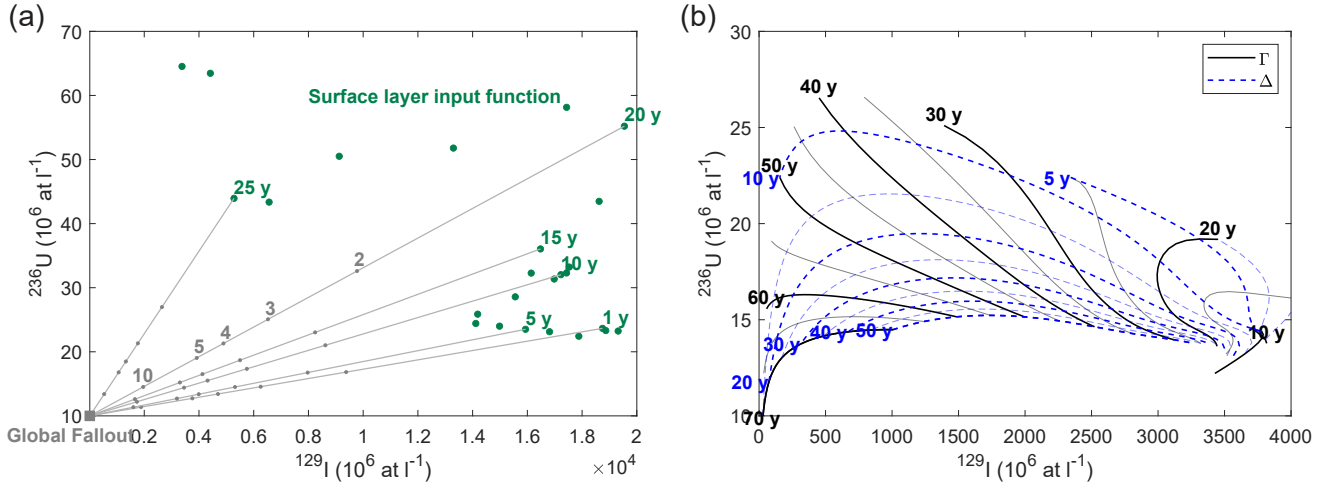 (a)
70
60
50
40
30
20
10
²³⁶U (10⁶ at l⁻¹)
Surface layer input function
20 y
25 y
15 y
10 y
5 y
1 y
2
3
4
5
10
Global Fallout
0.2
0.4
0.6
0.8
1
1.2
1.4
1.6
1.8
2
×10⁴
¹²⁹I (10⁶ at l⁻¹)
(b)
30
25
20
15
10
²³⁶U (10⁶ at l⁻¹)
Γ
Δ
40 y
30 y
50 y
10 y
5 y
20 y
60 y
10 y
30 y
40 y
50 y
20 y
70 y
0
500
1000
1500
2000
2500
3000
3500
4000
¹²⁹I (10⁶ at l⁻¹)